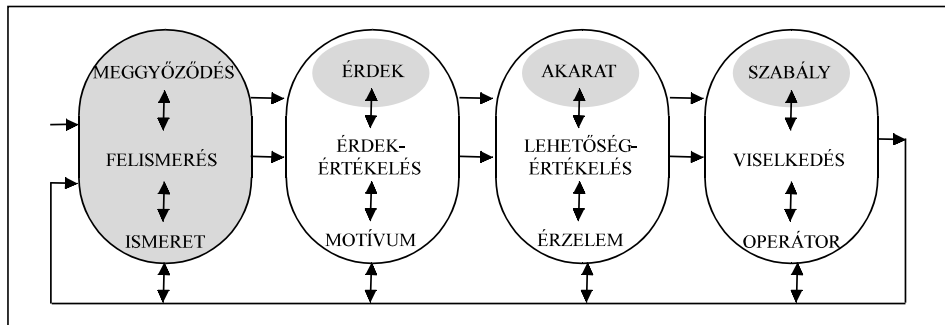 MEGGYŐZŐDÉS
FELISMERÉS
ISMERET
ÉRDEK
ÉRDEK-
ÉRTÉKELÉS
MOTÍVUM
AKARAT
LEHETŐSÉG-
ÉRTÉKELÉS
ÉRZELEM
SZABÁLY
VISELKEDÉS
OPERÁTOR